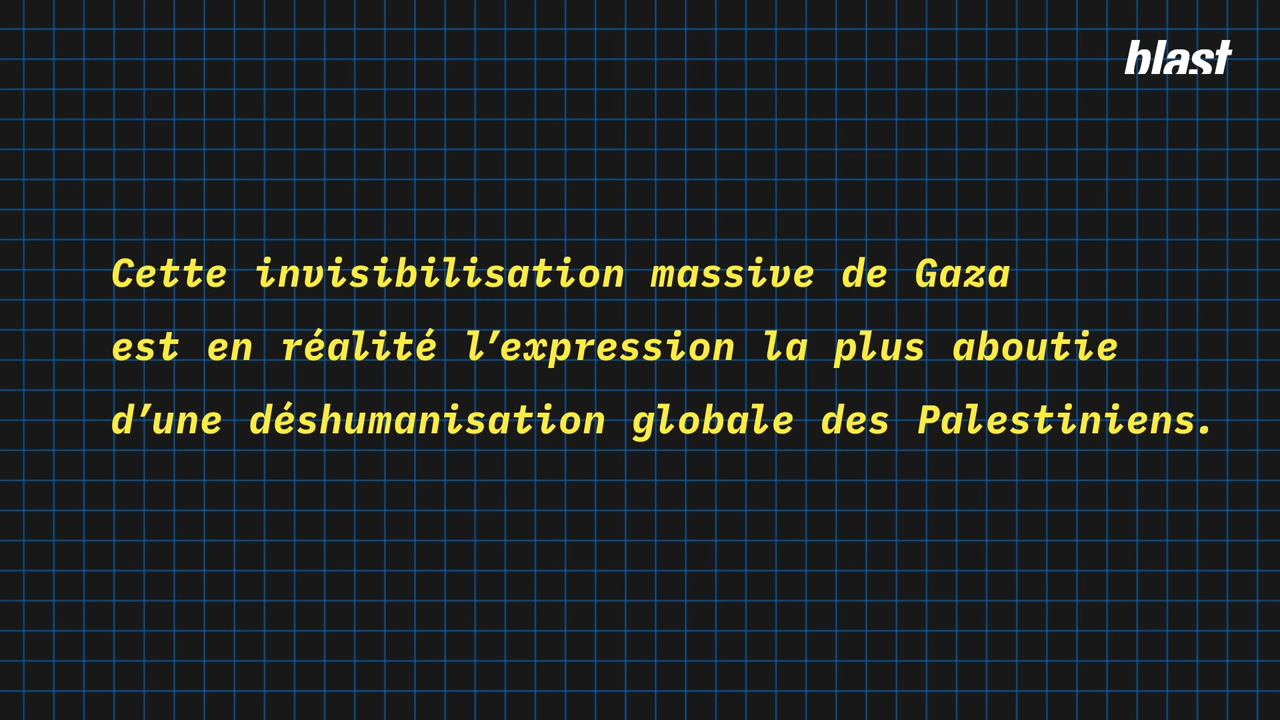 blast
Cette invisibilisation massive de Gaza
est en réalité l’expression la plus aboutie
d’une déshumanisation globale des Palestiniens.